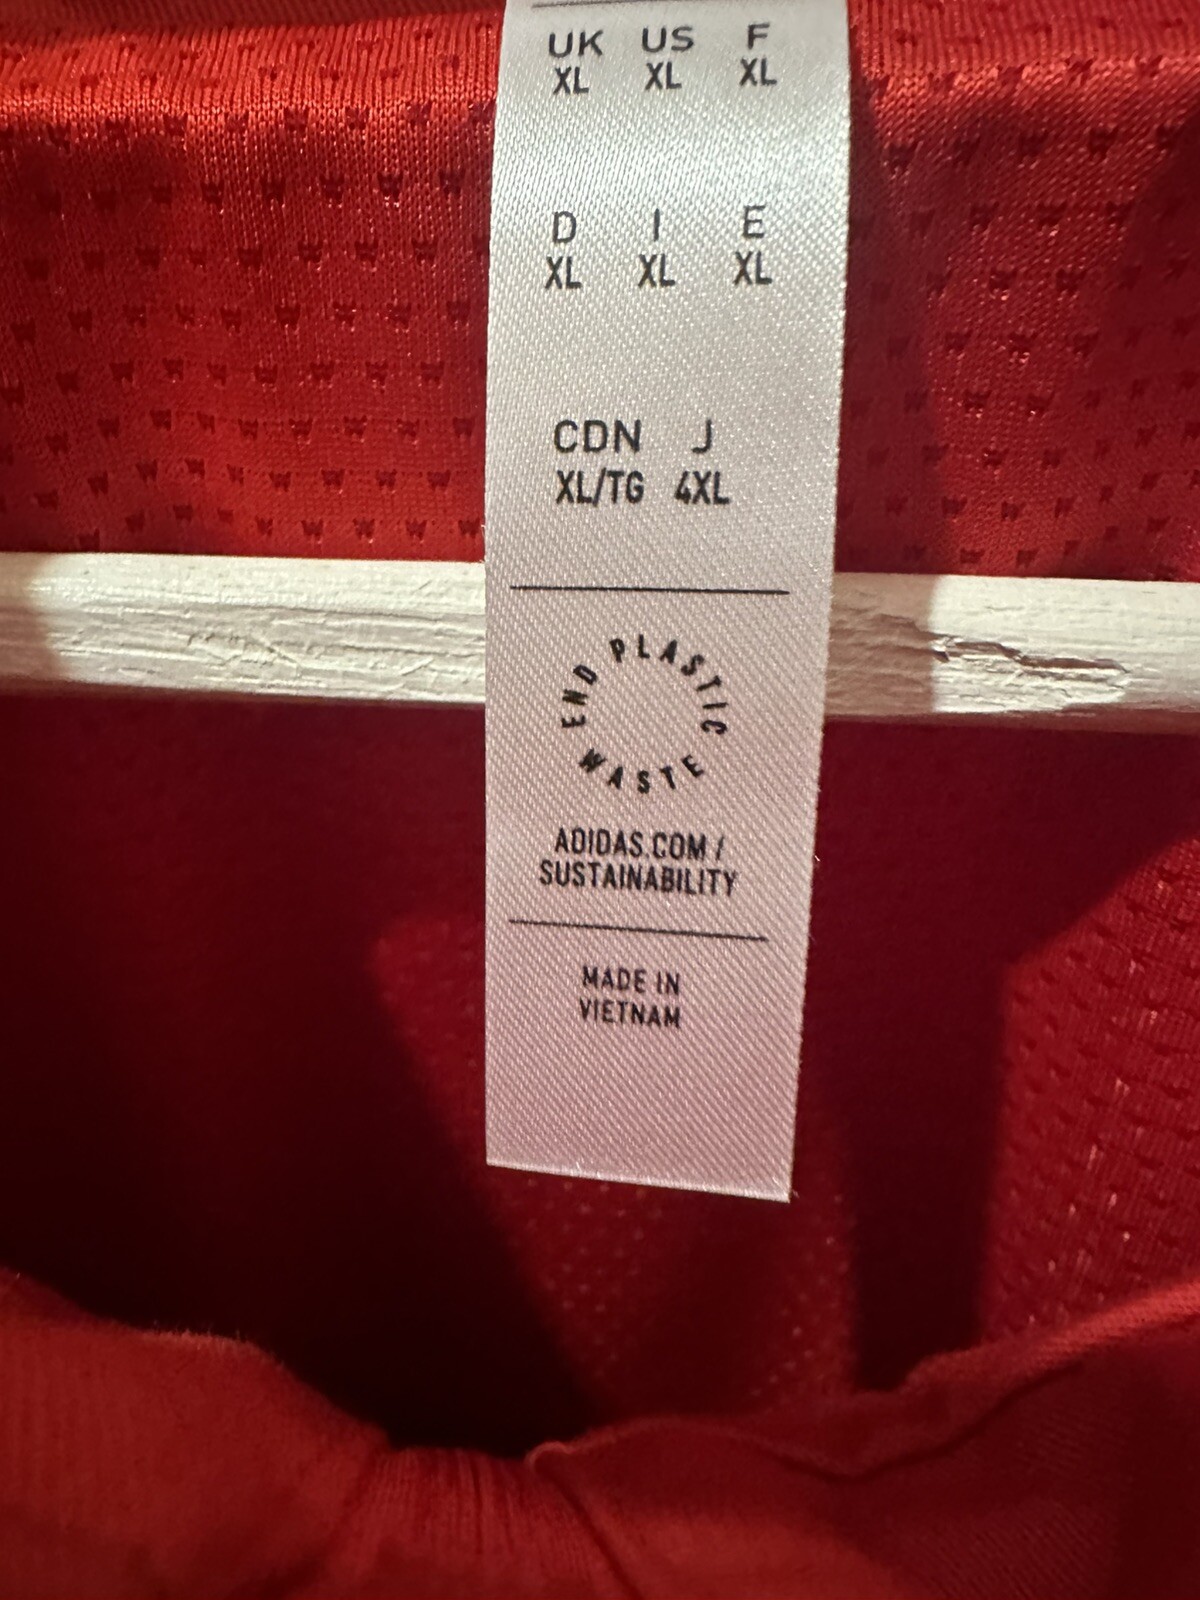 UK US F
XL XL XL
D I E
XL XL XL
CDN J
XL/TG 4XL
END PLASTIC WASTE
ADIDAS.COM /
SUSTAINABILITY
MADE IN
VIETNAM